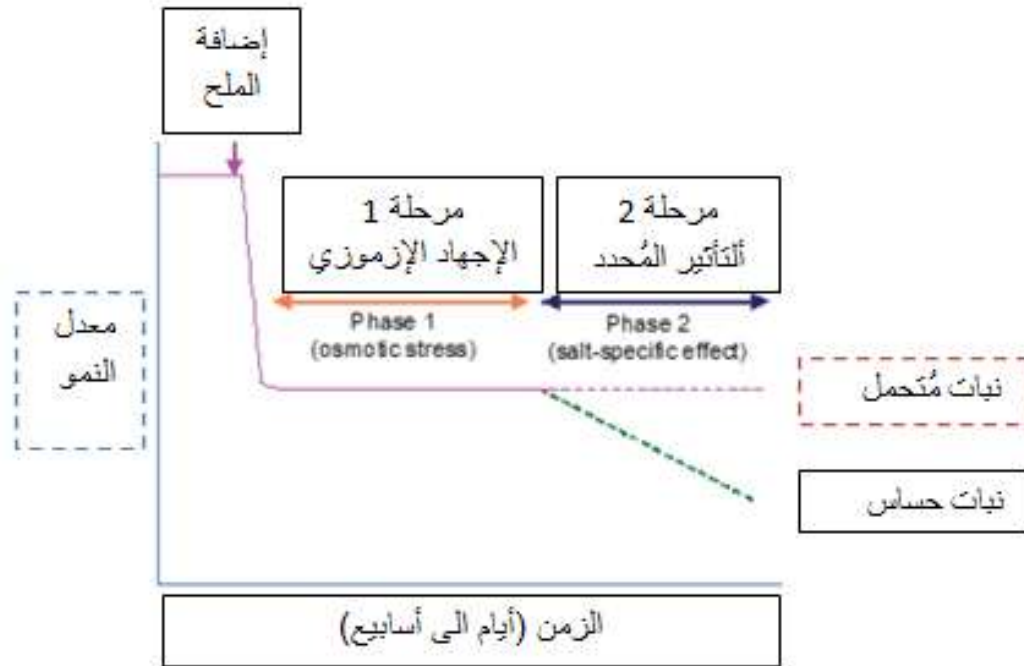 إضافة
الملح
مرحلة 1
الإجهاد الإزموزي
مرحلة 2
ألتأثير المُحدد
Phase 1
(osmotic stress)
Phase 2
(salt-specific effect)
معدل
النمو
نبات مُتحمل
نبات حساس
الزمن (أيام الى أسابيع)